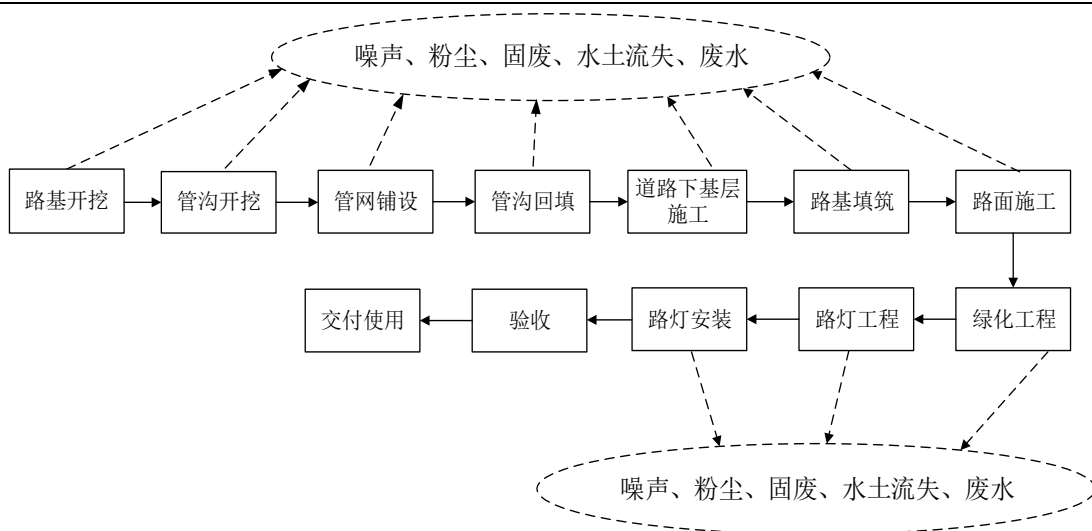 噪声、粉尘、固废、水土流失、废水
路基开挖
管沟开挖
管网铺设
管沟回填
道路下基层
施工
路基填筑
路面施工
交付使用
验收
路灯安装
路灯工程
绿化工程
噪声、粉尘、固废、水土流失、废水